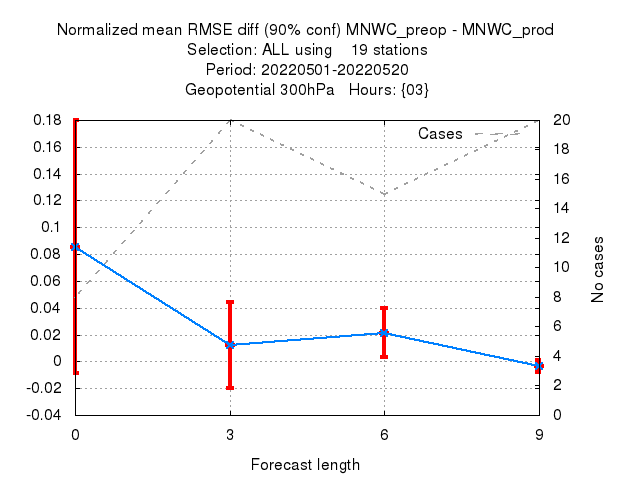 Normalized mean RMSE diff (90% conf) MNWC_preop - MNWC_prod
Selection: ALL using    19 stations
Period: 20220501-20220520
Geopotential 300hPa   Hours: {03}
Cases
0.18
0.16
0.14
0.12
0.1
0.08
0.06
0.04
0.02
0
-0.02
-0.04
20
18
16
14
12
10
8
6
4
2
0
No cases
0 3 6 9
Forecast length